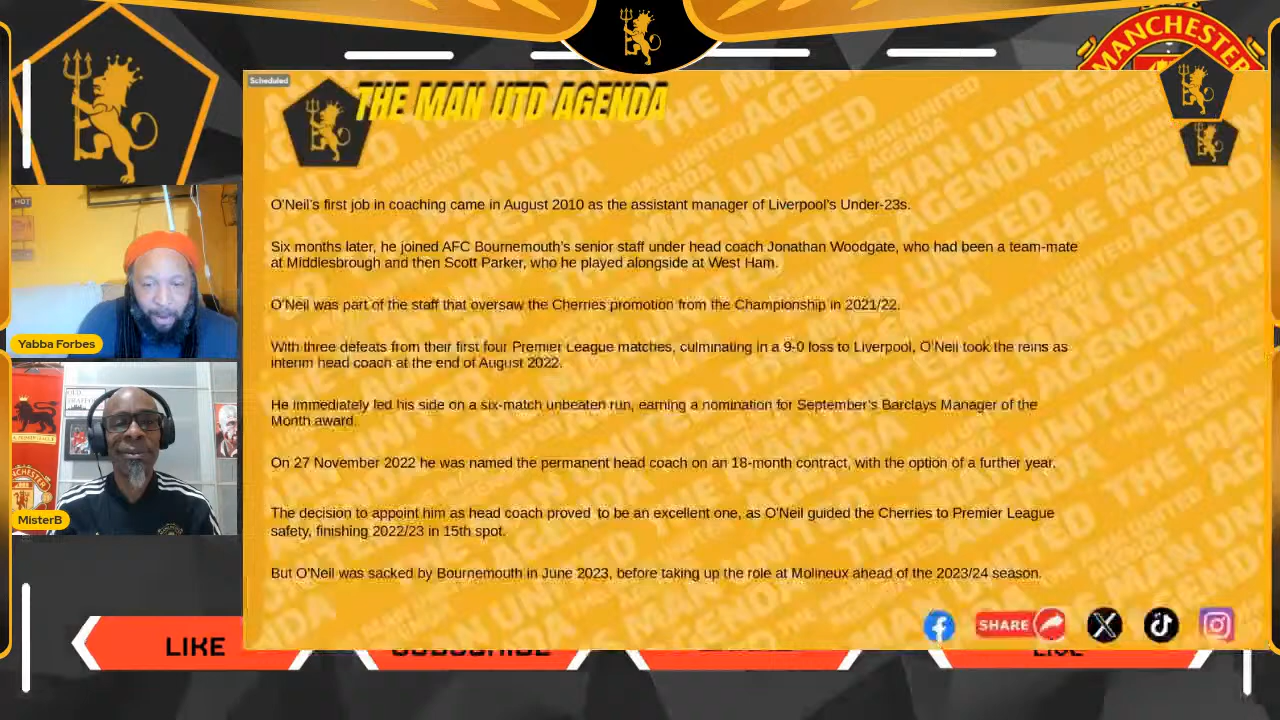 MANCHESTER
Scheduled
THE MAN UTD AGENDA
O'Neil's first job in coaching came in August 2010 as the assistant manager of Liverpool's Under-23s.
Six months later, he joined AFC Bournemouth's senior staff under head coach Jonathan Woodgate, who had been a team-mate
at Middlesbrough and then Scott Parker, who he played alongside at West Ham.
O'Neil was part of the staff that oversaw the Cherries promotion from the Championship in 2021/22.
With three defeats from their first four Premier League matches, culminating in a 9-0 loss to Liverpool, O'Neil took the reins as
interim head coach at the end of August 2022.
He immediately led his side on a six-match unbeaten run, earning a nomination for September's Barclays Manager of the
Month award.
On 27 November 2022 he was named the permanent head coach on an 18-month contract, with the option of a further year.
The decision to appoint him as head coach proved to be an excellent one, as O'Neil guided the Cherries to Premier League
safety, finishing 2022/23 in 15th spot.
But O'Neil was sacked by Bournemouth in June 2023, before taking up the role at Molineux ahead of the 2023/24 season.
HOT
Yabba Forbes
MisterB
SHARE
LIKE
SUBSCRIBE
LIVE